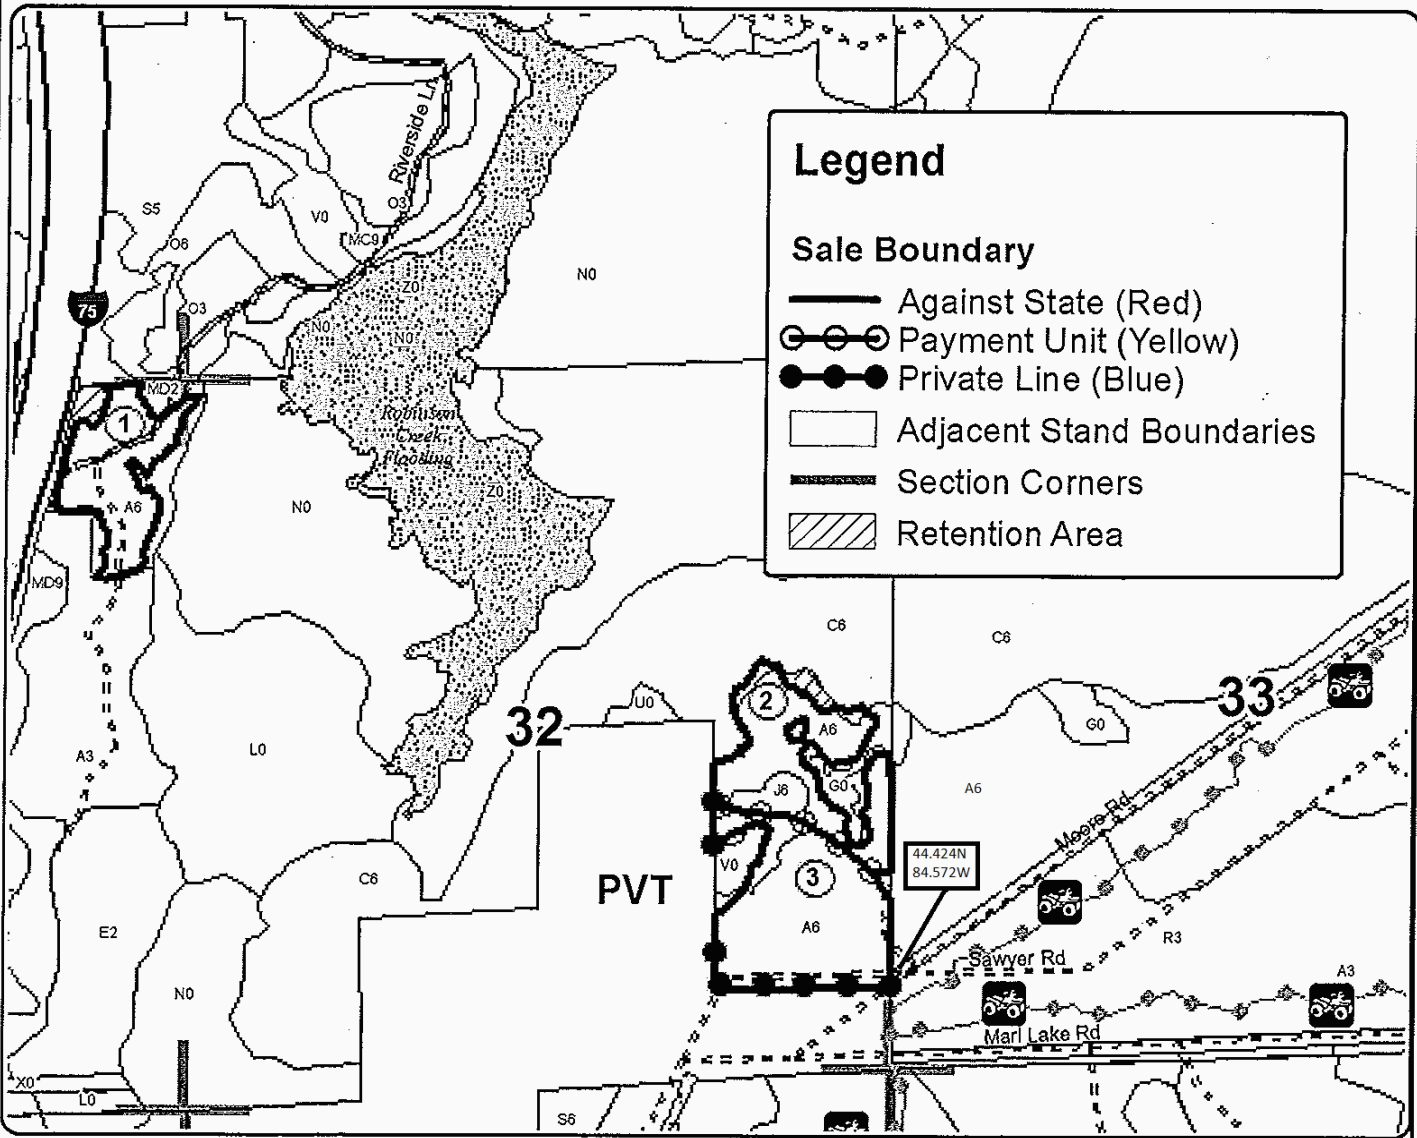 Riverside Ln
S5
O6
V0
O3
MC9
Z0
N0
75
O3
N0
N0
Legend
Sale Boundary
Against State (Red)
Payment Unit (Yellow)
Private Line (Blue)
Adjacent Stand Boundaries
Section Corners
Retention Area
MD2
1
Robinson
Creek
Flooding
Z0
N0
A6
MD9
C6
C6
U0
32
33
2
A6
G0
L0
A3
J6
G0
A6
Moore Rd
44.424N
84.572W
V0
3
C6
PVT
A6
E2
N0
R3
Sawyer Rd
A3
Marl Lake Rd
X0
L0
S6